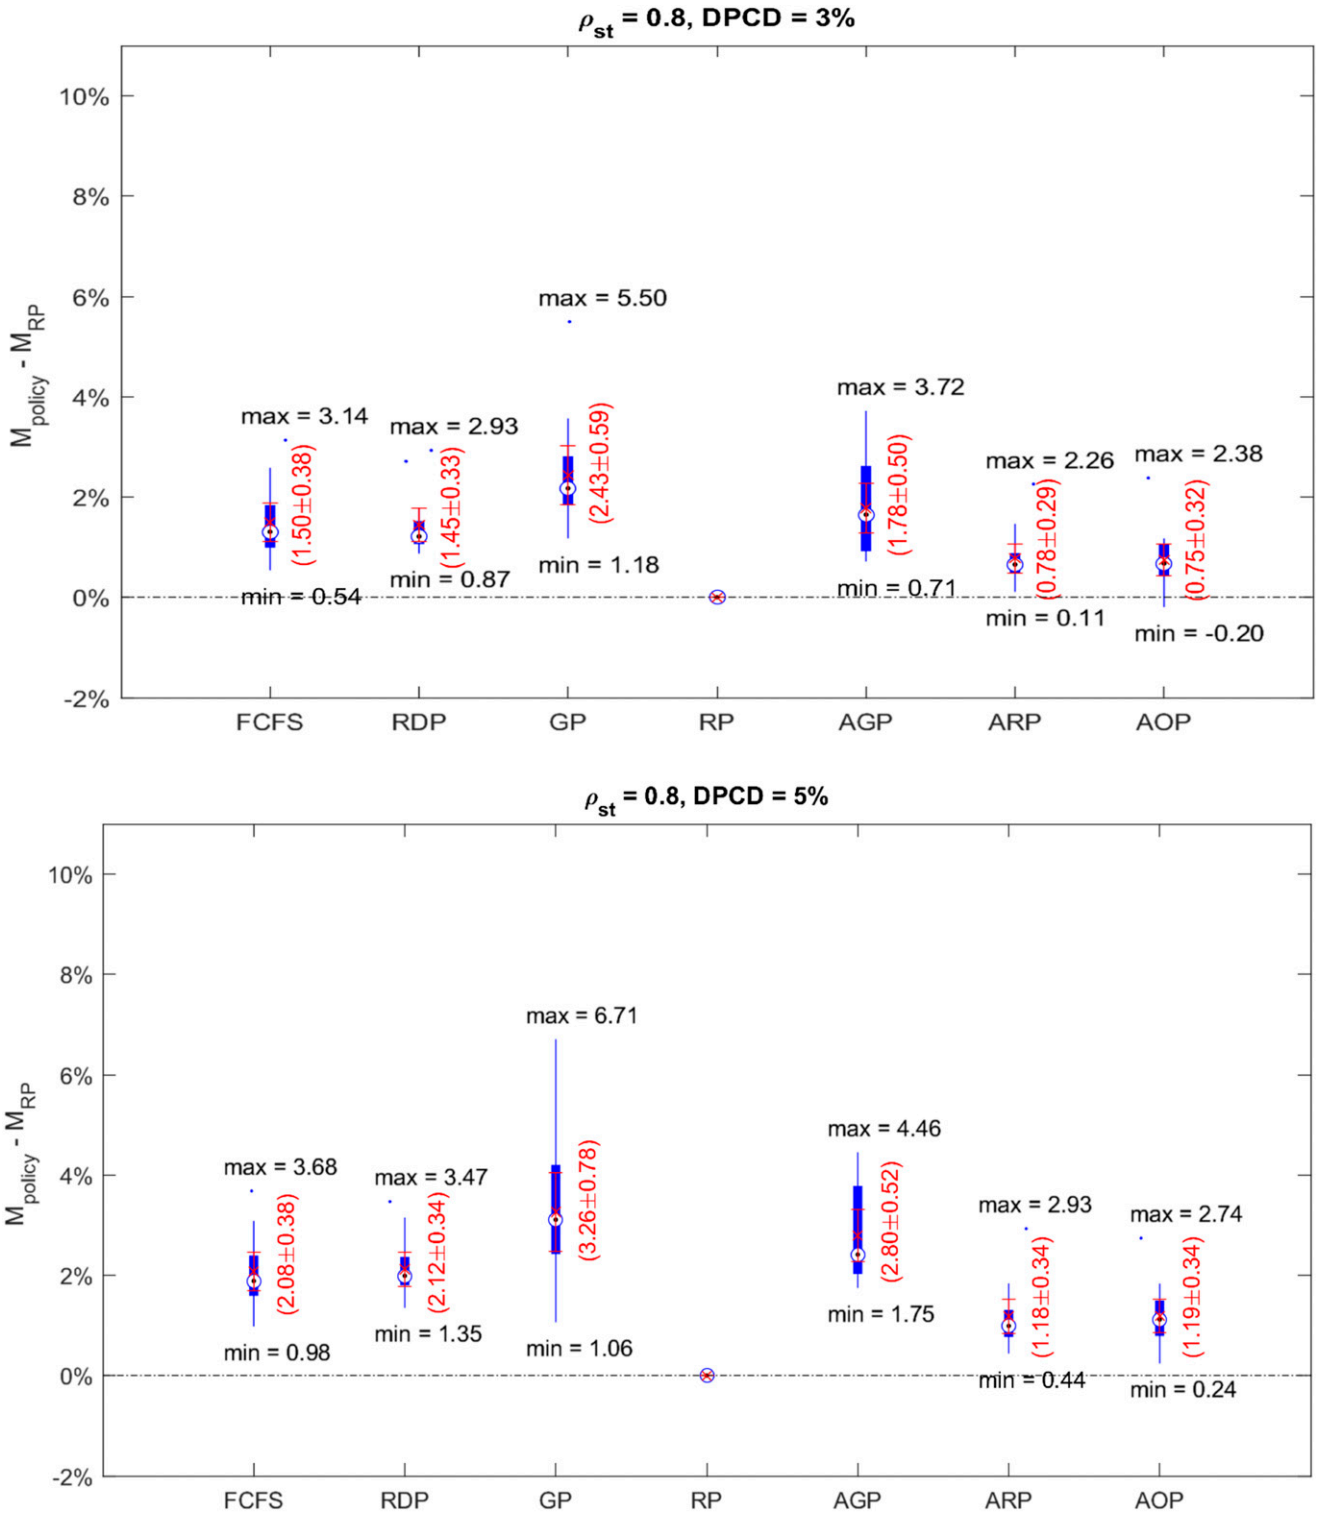 ρst = 0.8, DPCD = 3%
10%
8%
6%
4%
2%
0%
-2%
Mpolicy - MRP
max = 3.14
(1.50±0.38)
min = 0.54
max = 2.93
(1.45±0.33)
min = 0.87
max = 5.50
(2.43±0.59)
min = 1.18
max = 3.72
(1.78±0.50)
min = 0.71
max = 2.26
(0.78±0.29)
min = 0.11
max = 2.38
(0.75±0.32)
min = -0.20
FCFS RDP GP RP AGP ARP AOP
ρst = 0.8, DPCD = 5%
10%
8%
6%
4%
2%
0%
-2%
Mpolicy - MRP
max = 3.68
(2.08±0.38)
min = 0.98
max = 3.47
(2.12±0.34)
min = 1.35
max = 6.71
(3.26±0.78)
min = 1.06
max = 4.46
(2.80±0.52)
min = 1.75
max = 2.93
(1.18±0.34)
min = 0.44
max = 2.74
(1.19±0.34)
min = 0.24
FCFS RDP GP RP AGP ARP AOP